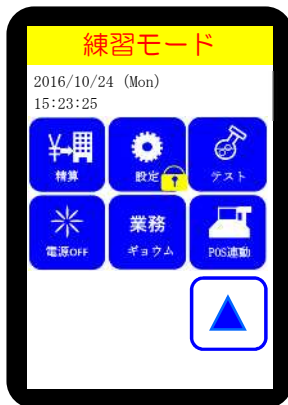 練習モード
2016/10/24 (Mon)
15:23:25
¥
精算
設定
テスト
電源OFF
業務
ギョウム
POS連動